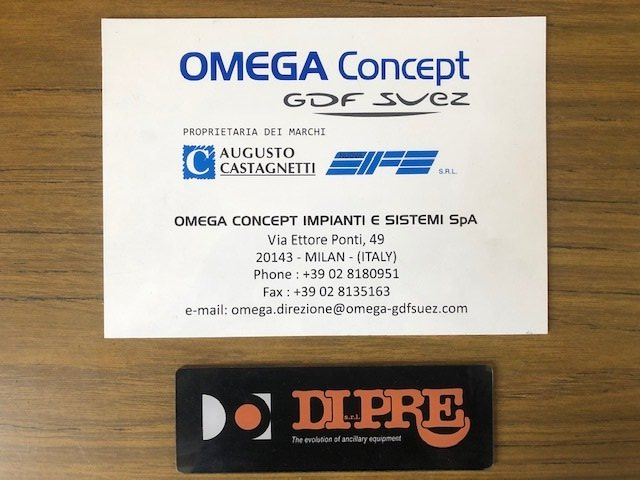 OMEGA Concept
GDF SUEZ
PROPRIETARIA DEI MARCHI
C AUGUSTO
CASTAGNETTI
S.R.L.
OMEGA CONCEPT IMPIANTI E SISTEMI SpA
Via Ettore Ponti, 49
20143 - MILAN - (ITALY)
Phone : +39 02 8180951
Fax : +39 02 8135163
e-mail: omega.direzione@omega-gdfsuez.com
DIPRE
s.r.l.
The evolution of ancillary equipment